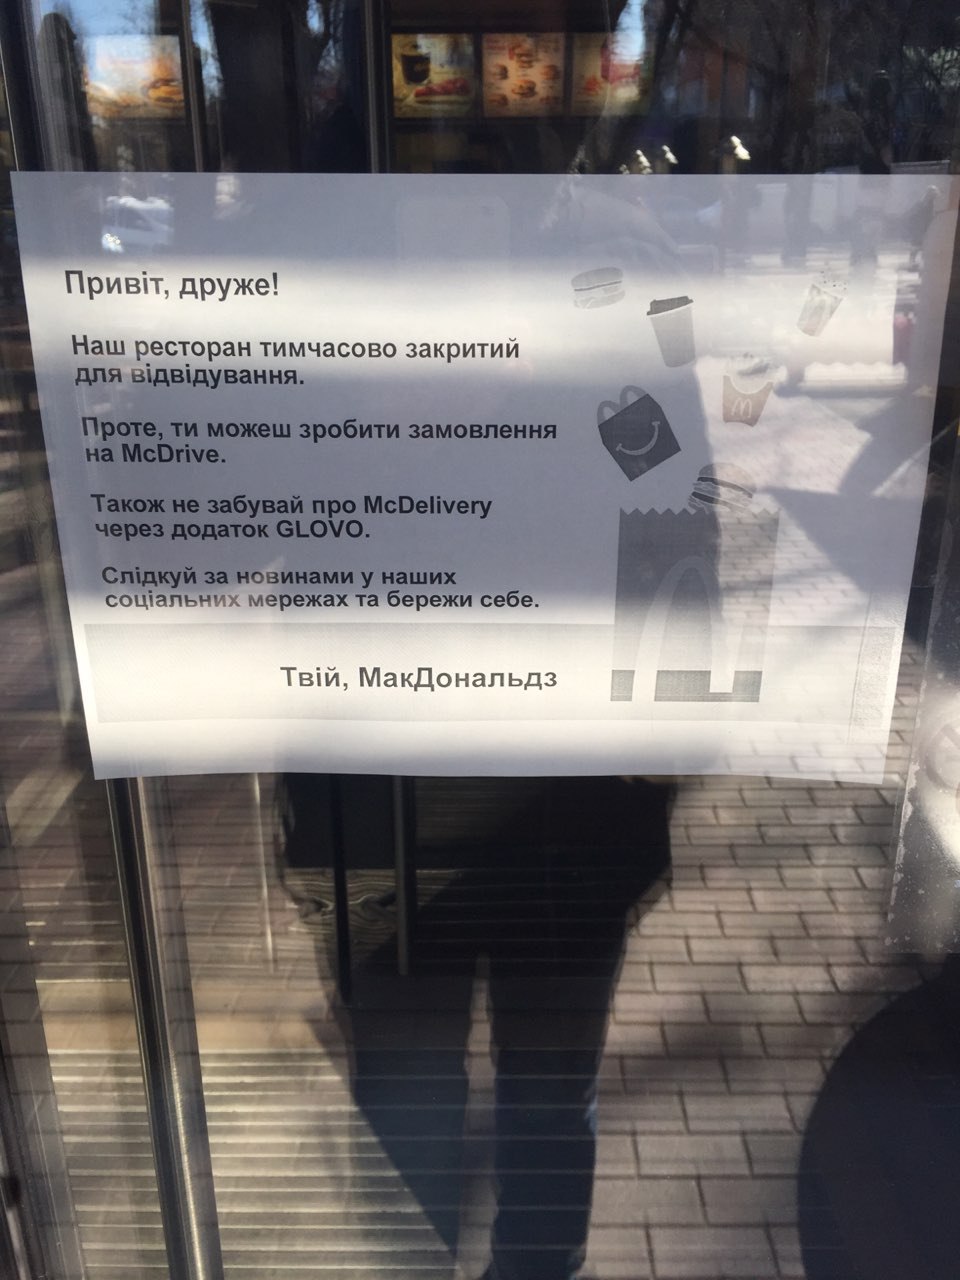 Привіт, друже!
Наш ресторан тимчасово закритий
для відвідування.
Проте, ти можеш зробити замовлення
на McDrive.
Також не забувай про McDelivery
через додаток GLOVO.
Слідкуй за новинами у наших
соціальних мережах та бережи себе.
Твій, МакДональдз